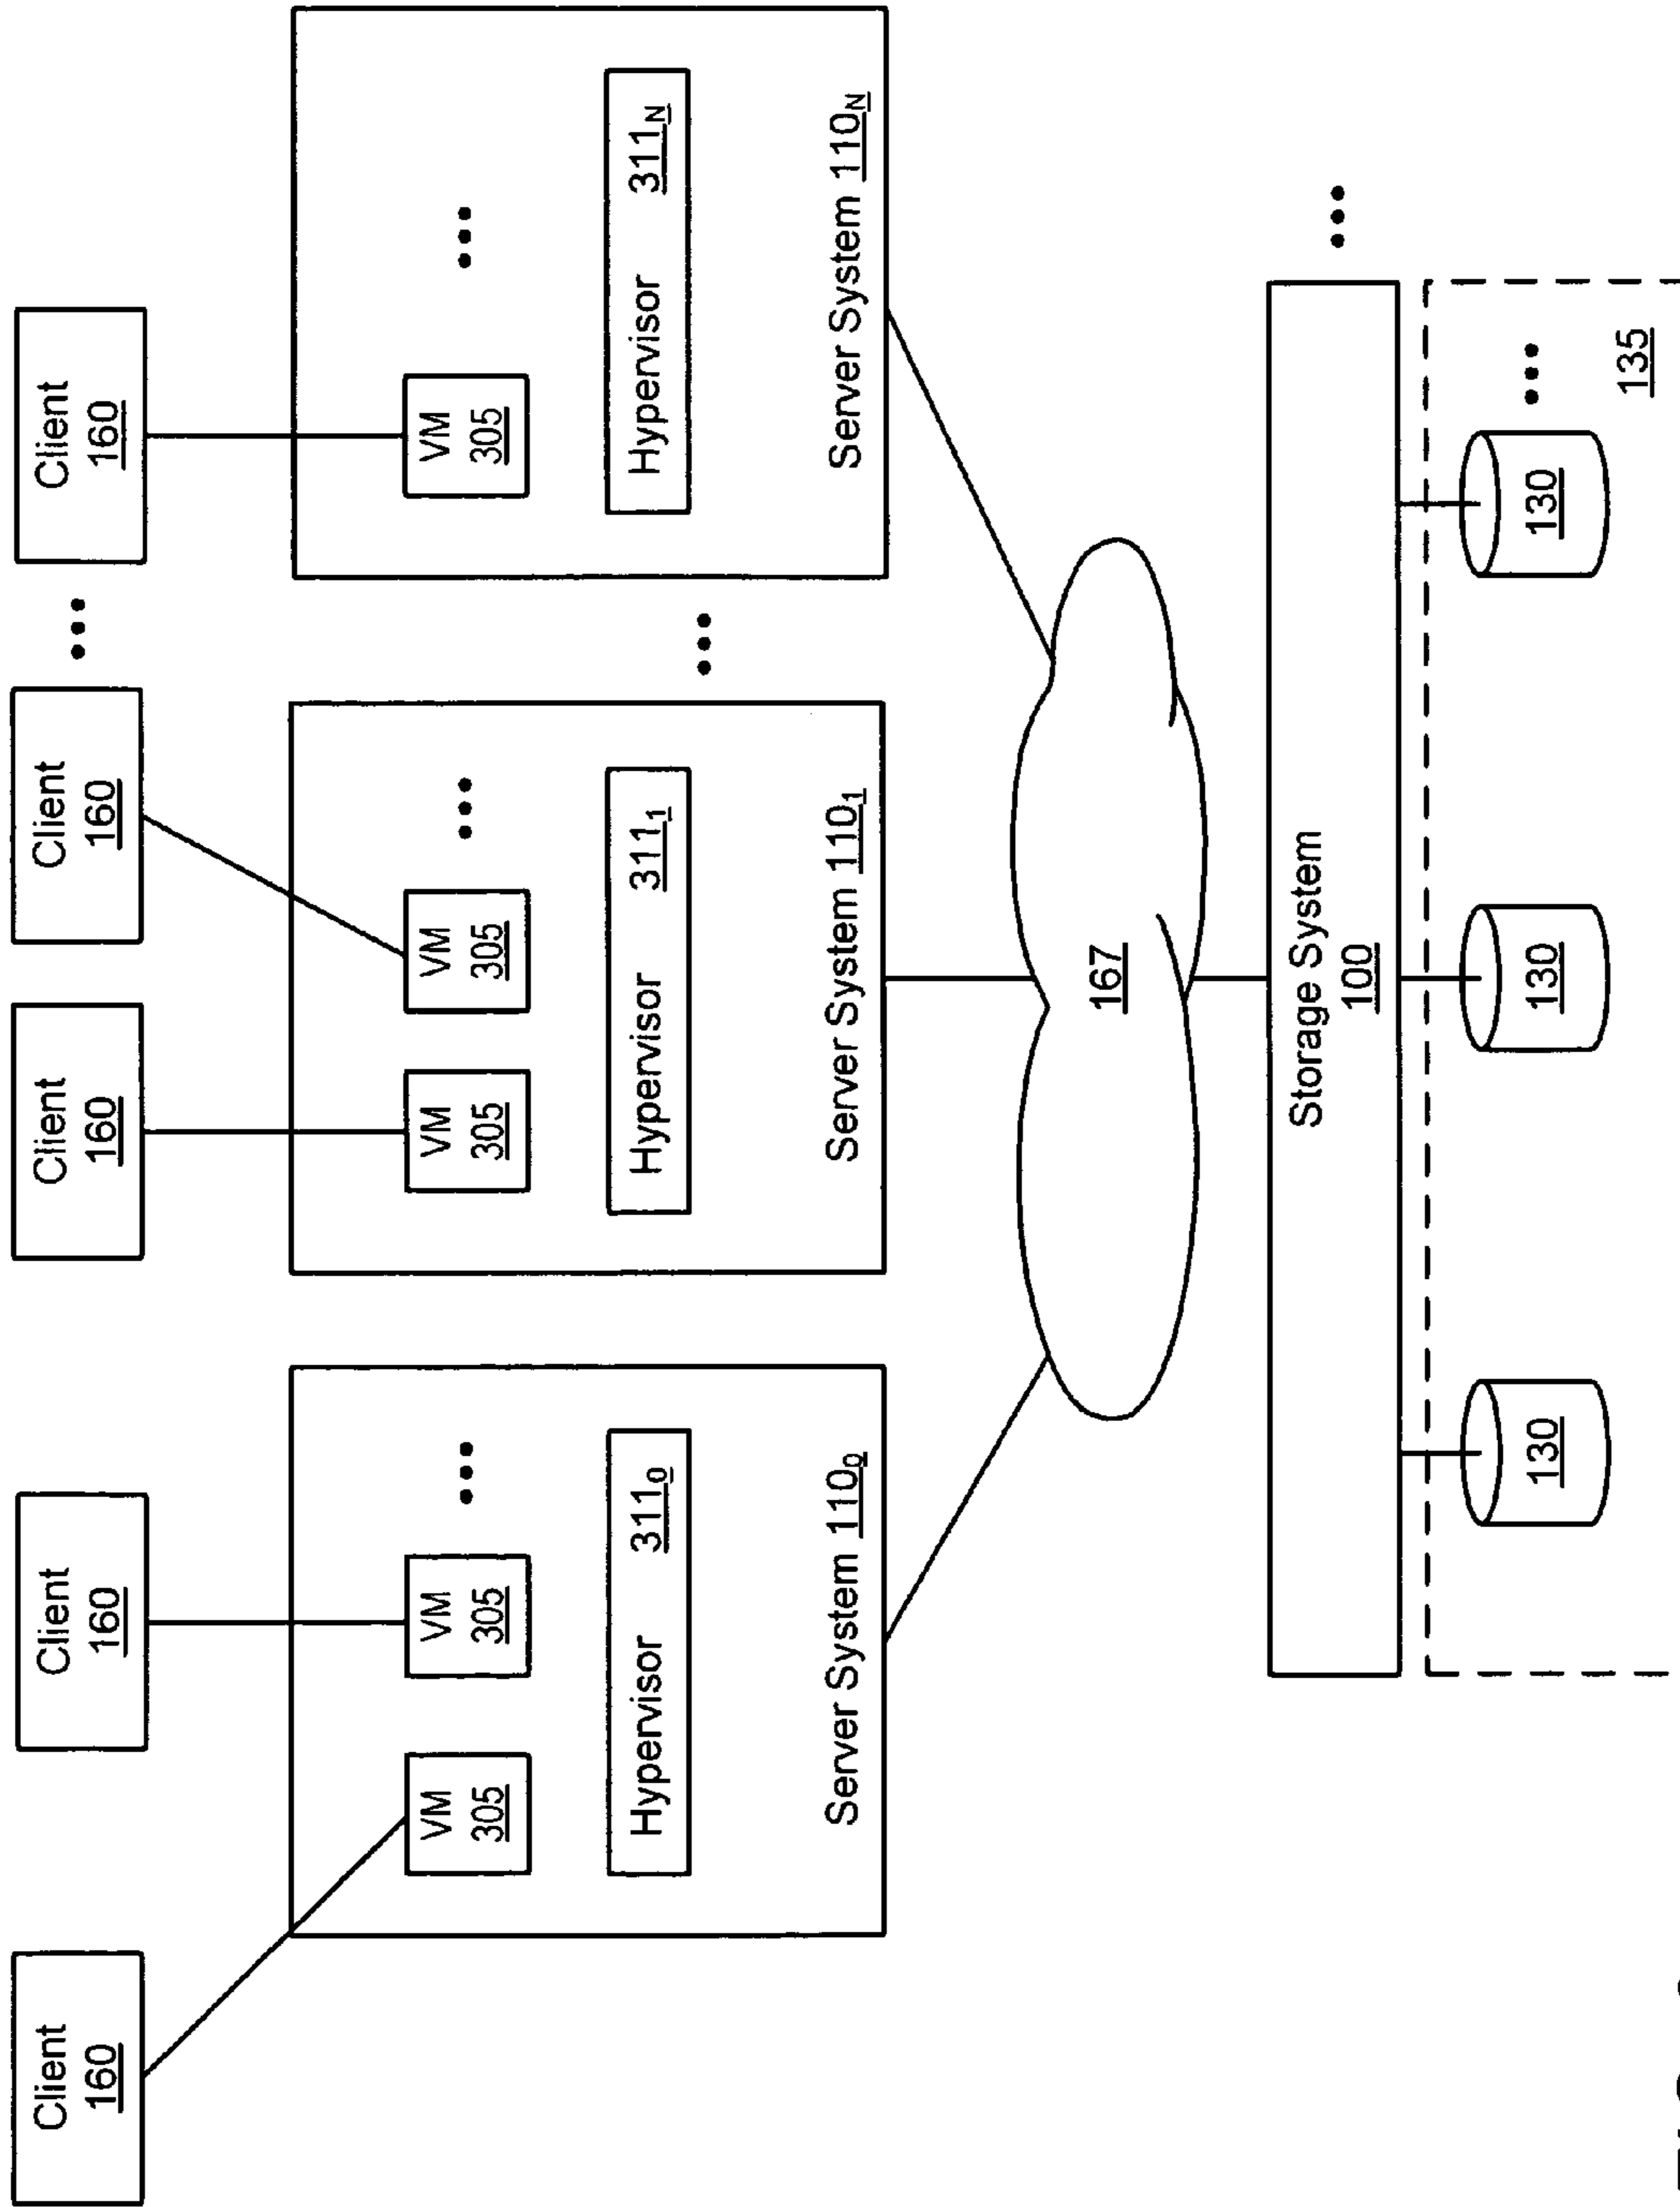 Client
160
Client
160
Client
160
Client
160
Client
160
VM
305
VM
305
VM
305
VM
305
VM
305
Hypervisor 311₀
Hypervisor 311₁
Hypervisor 311N
Server System 110₀
Server System 110₁
Server System 110N
167
Storage System
100
130
130
130
135